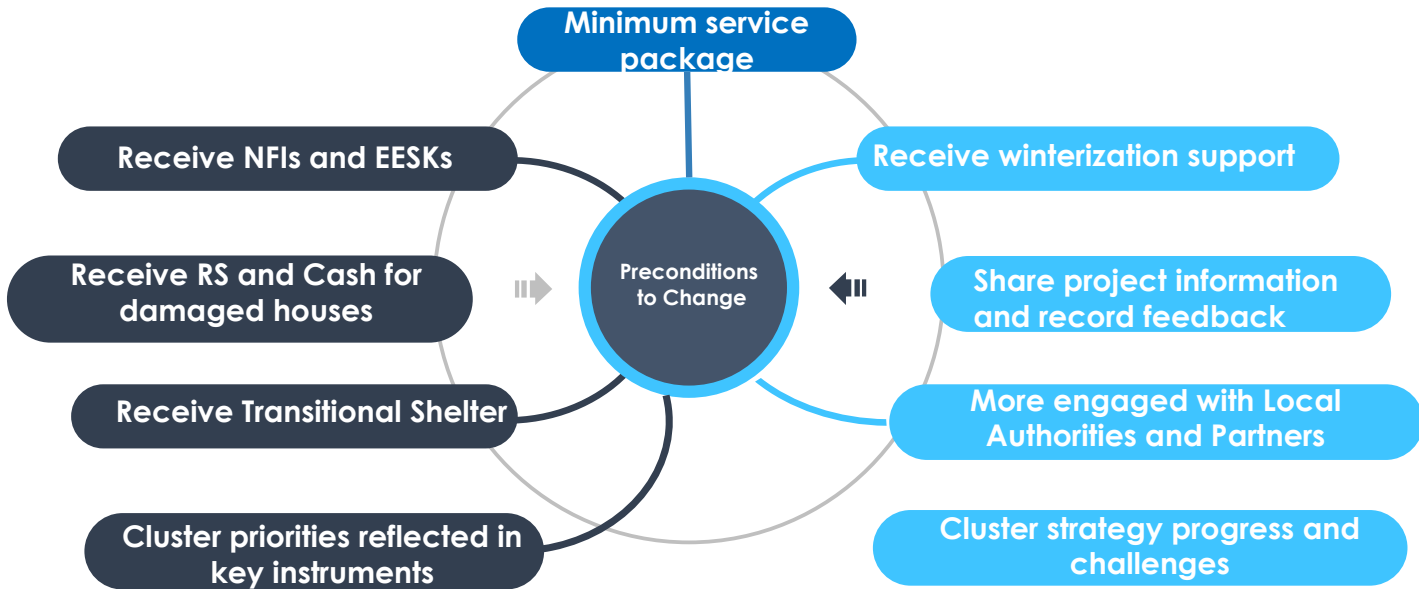 Minimum service
package
Receive NFIs and EESKs
Receive winterization support
Receive RS and Cash for
damaged houses
Preconditions
to Change
Share project information
and record feedback
Receive Transitional Shelter
More engaged with Local
Authorities and Partners
Cluster priorities reflected in
key instruments
Cluster strategy progress and
challenges